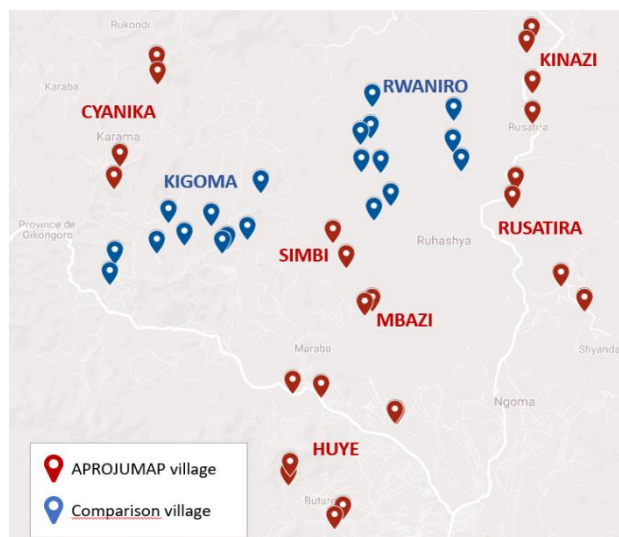 Rukondo
KINAZI
Karaba
RWANIRO
CYANIKA
Rusatira
Karama
KIGOMA
Province de
Gikongoro
RUSATIRA
SIMBI
Ruhashya
MBAZI
Maraba
Shyanda
Ngoma
HUYE
APROJUMAP village
Butare
Comparison village